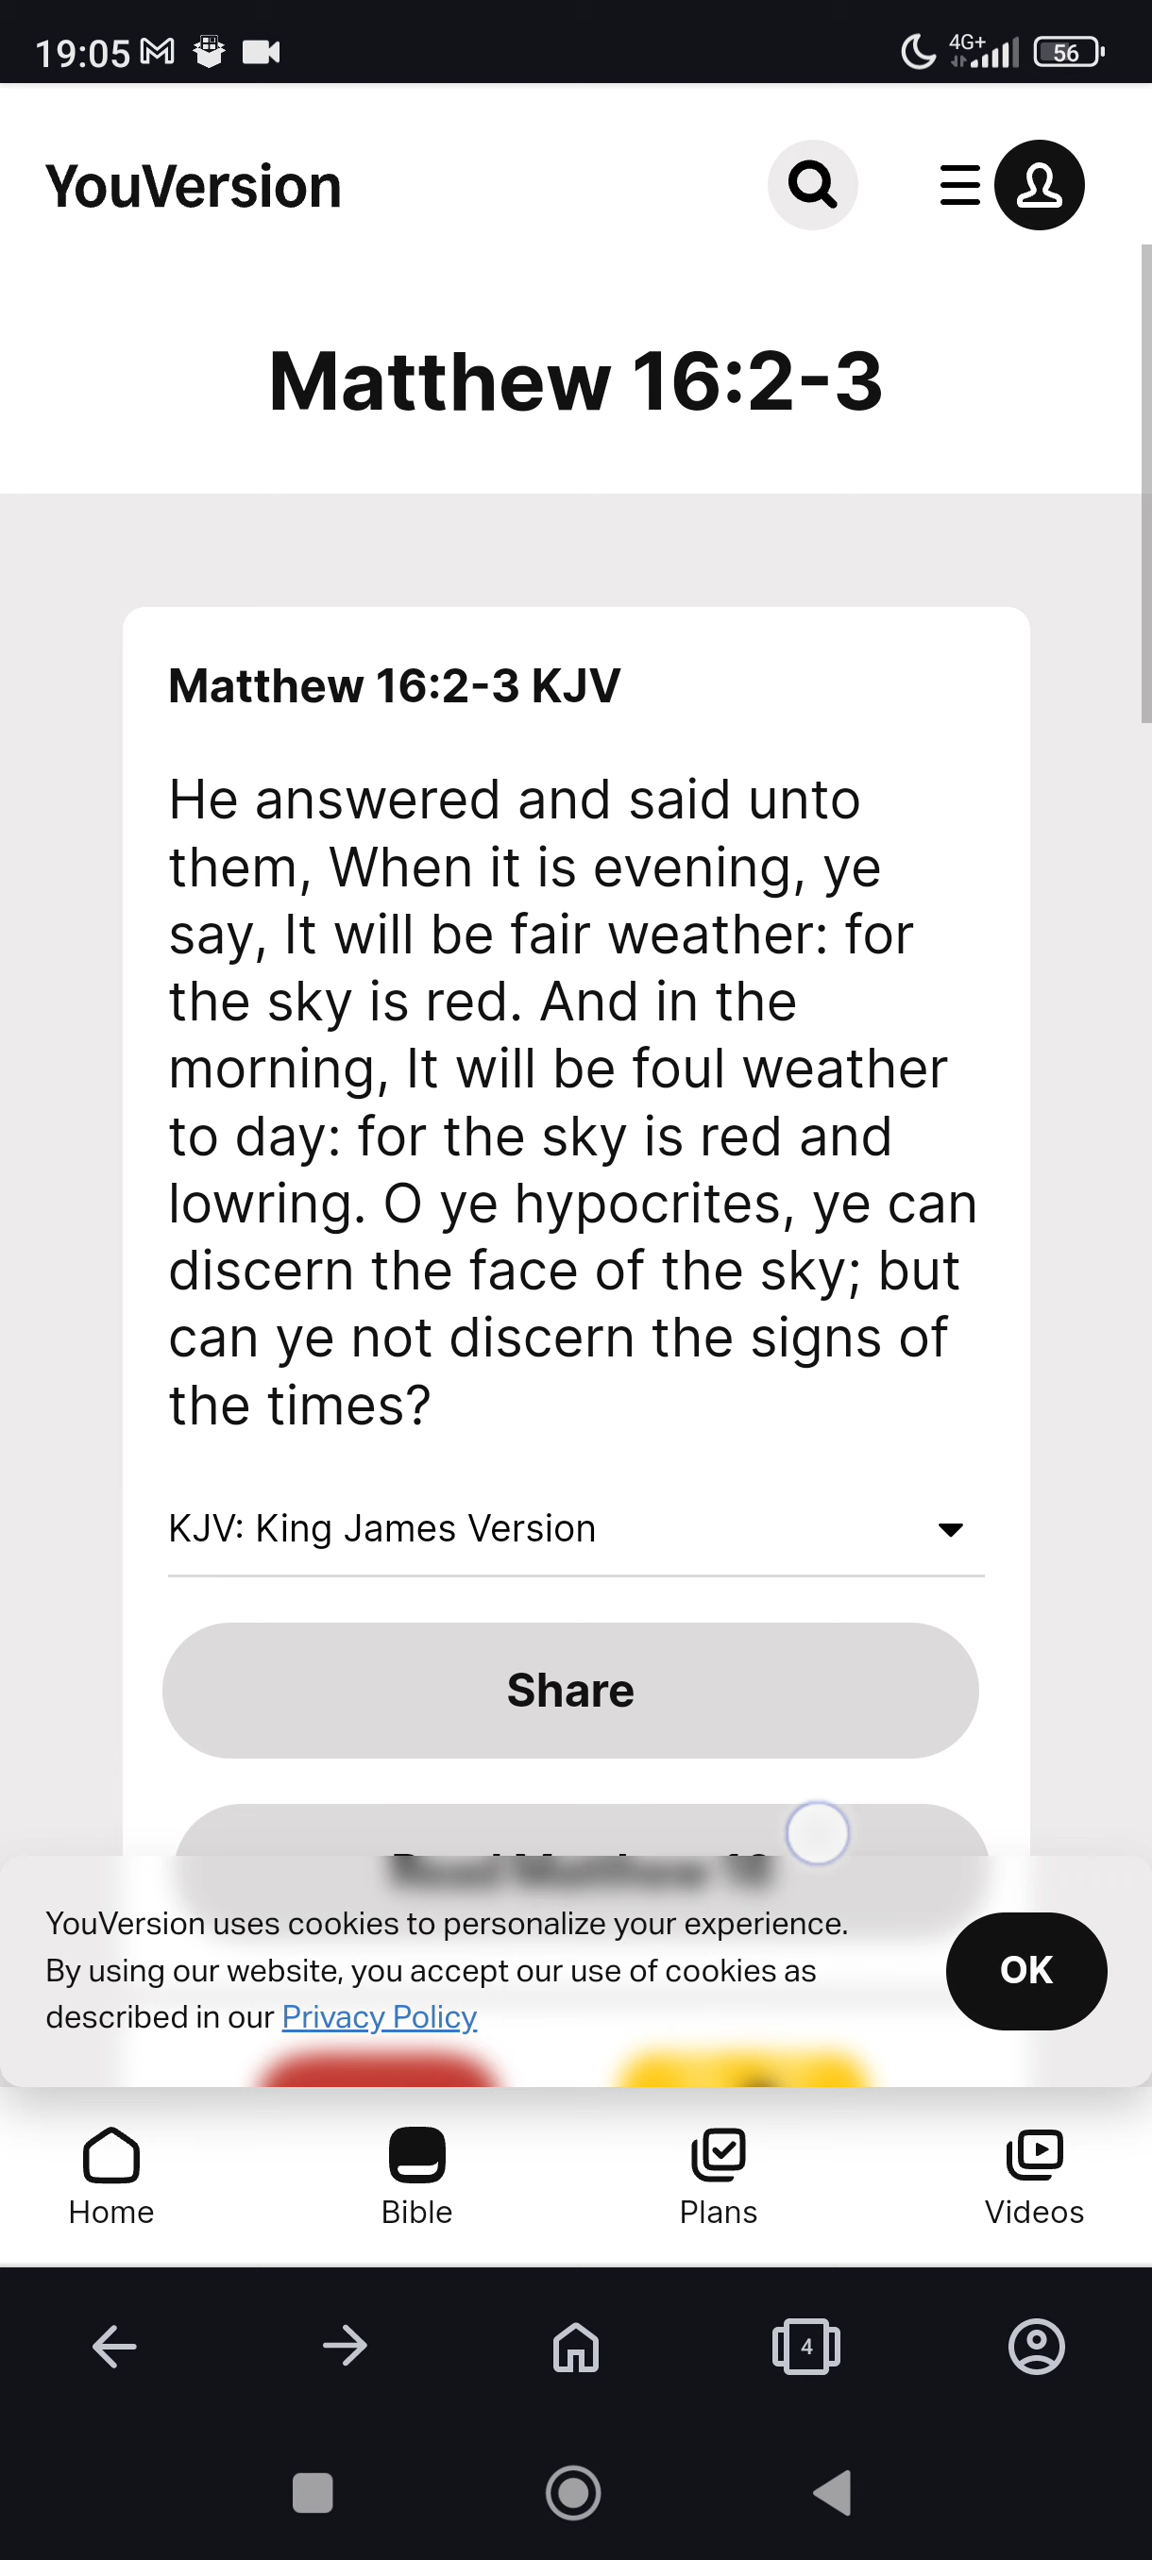 19:05
4G+
56
YouVersion
Matthew 16:2-3
Matthew 16:2-3 KJV
He answered and said unto
them, When it is evening, ye
say, It will be fair weather: for
the sky is red. And in the
morning, It will be foul weather
to day: for the sky is red and
lowring. O ye hypocrites, ye can
discern the face of the sky; but
can ye not discern the signs of
the times?
KJV: King James Version
Share
Read Matthew 16
YouVersion uses cookies to personalize your experience.
By using our website, you accept our use of cookies as
described in our Privacy Policy
OK
Home
Bible
Plans
Videos
4